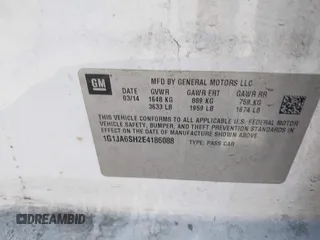 GM
MFD BY GENERAL MOTORS LLC
DATE GVWR GAWR FRT GAWR RR
03/14 1648 KG 889 KG 759 KG
3633 LB 1959 LB 1674 LB
THIS VEHICLE CONFORMS TO ALL APPLICABLE U.S. FEDERAL MOTOR
VEHICLE SAFETY, BUMPER, AND THEFT PREVENTION STANDARDS
IN EFFECT ON THE DATE OF MANUFACTURE SHOWN ABOVE.
1G1JA6SH2E4186088
TYPE: PASS CAR
DREAMBID